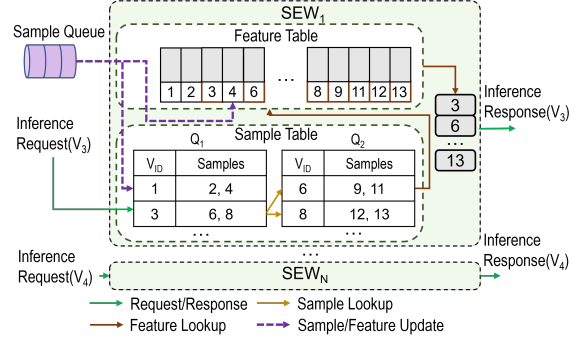 SEW1
Sample Queue
Feature Table
1 2 3 4 6 ... 8 9 11 12 13
Inference
Request(V3)
Sample Table
Q1 Q2
VID Samples VID Samples
1 2, 4 6 9, 11
3 6, 8 8 12, 13
... ...
3
6
...
13
Inference
Response(V3)
...
Inference
Request(V4)
SEWN
Inference
Response(V4)
Request/Response Sample Lookup
Feature Lookup Sample/Feature Update